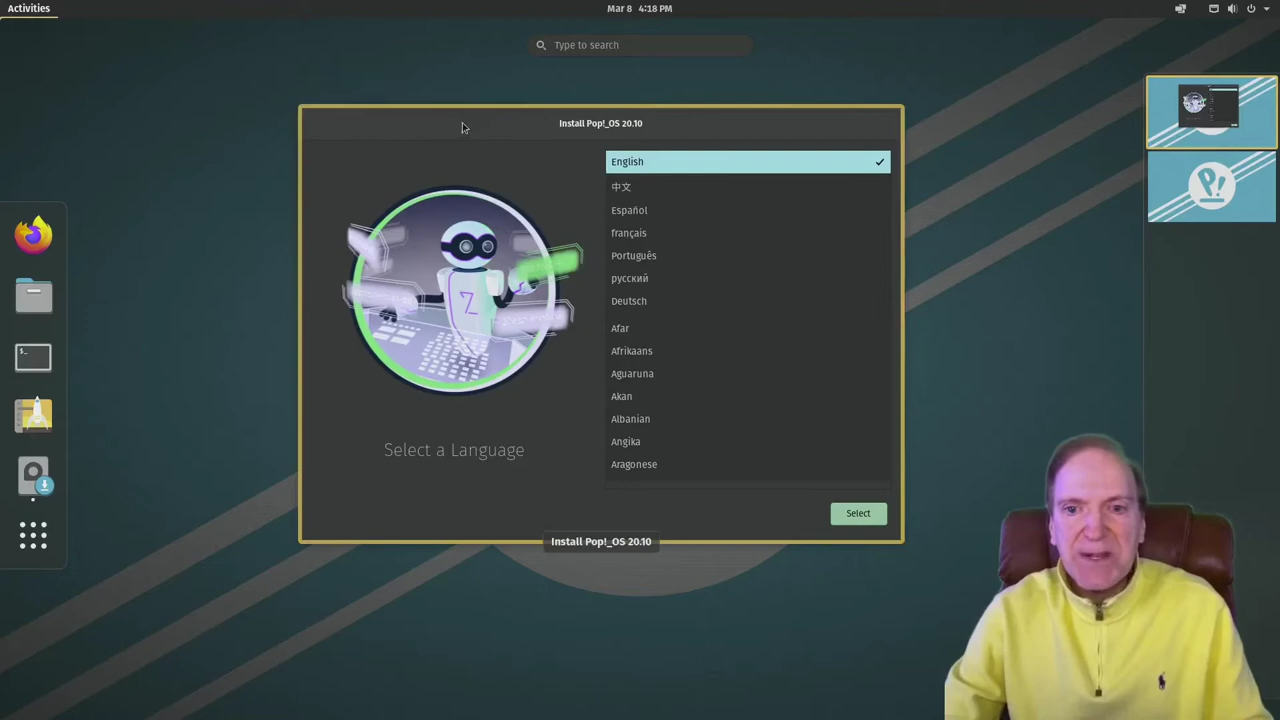 Activities
Mar 8 4:18 PM
Type to search
Install Pop!_OS 20.10
English
中文
Español
français
Português
русский
Deutsch
Afar
Afrikaans
Aguaruna
Akan
Albanian
Angika
Aragonese
Select a Language
Select
Install Pop!_OS 20.10